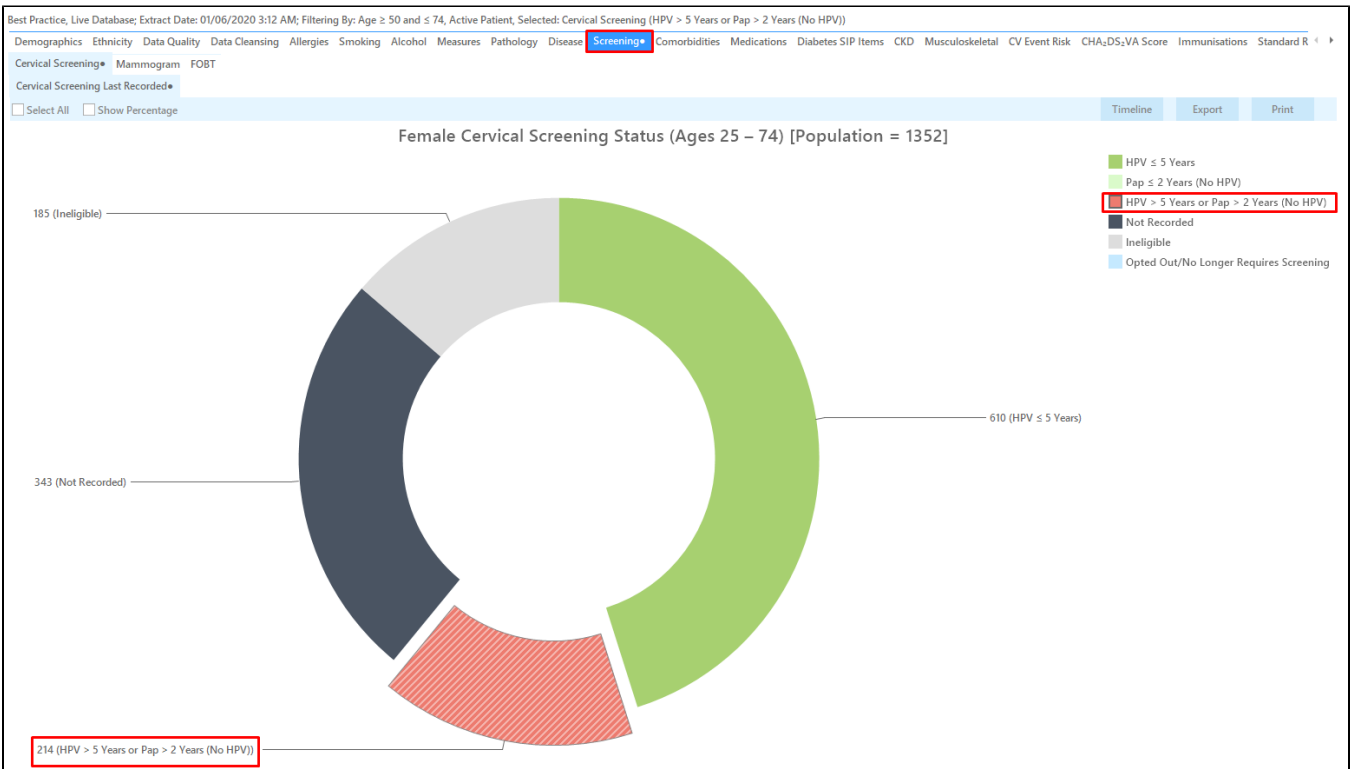 Best Practice, Live Database; Extract Date: 01/06/2020 3:12 AM; Filtering By: Age ≥ 50 and ≤ 74, Active Patient, Selected: Cervical Screening (HPV > 5 Years or Pap > 2 Years (No HPV))
Demographics Ethnicity Data Quality Data Cleansing Allergies Smoking Alcohol Measures Pathology Disease Screening• Comorbidities Medications Diabetes SIP Items CKD Musculoskeletal CV Event Risk CHA₂DS₂VA Score Immunisations Standard R
Cervical Screening• Mammogram FOBT
Cervical Screening Last Recorded•
Select All Show Percentage Timeline Export Print
Female Cervical Screening Status (Ages 25 – 74) [Population = 1352]
HPV ≤ 5 Years
Pap ≤ 2 Years (No HPV)
HPV > 5 Years or Pap > 2 Years (No HPV)
Not Recorded
Ineligible
Opted Out/No Longer Requires Screening
185 (Ineligible)
610 (HPV ≤ 5 Years)
343 (Not Recorded)
214 (HPV > 5 Years or Pap > 2 Years (No HPV))